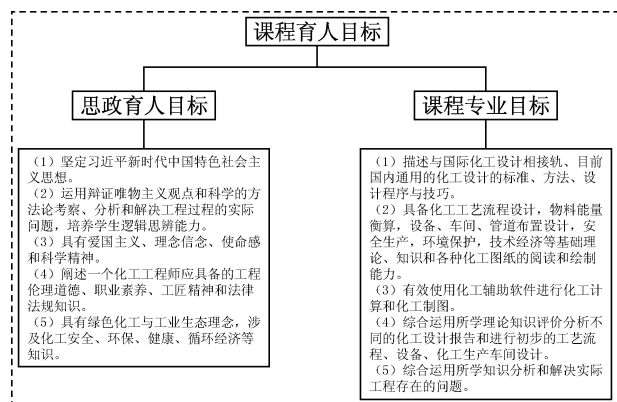 课程育人目标
思政育人目标
（1）坚定习近平新时代中国特色社会主
义思想。
（2）运用辩证唯物主义观点和科学的方
法论考察、分析和解决工程过程的实际
问题，培养学生逻辑思辨能力。
（3）具有爱国主义、理念信念、使命感
和科学精神。
（4）阐述一个化工工程师应具备的工程
伦理道德、职业素养、工匠精神和法律
法规知识。
（5）具有绿色化工与工业生态理念，涉
及化工安全、环保、健康、循环经济等
知识。
课程专业目标
（1）描述与国际化工设计相接轨、目前
国内通用的化工设计的标准、方法、设
计程序与技巧。
（2）具备化工工艺流程设计，物料能量
衡算，设备、车间、管道布置设计，安
全生产，环境保护，技术经济等基础理
论、知识和各种化工图纸的阅读和绘制
能力。
（3）有效使用化工辅助软件进行化工计
算和化工制图。
（4）综合运用所学理论知识评价分析不
同的化工设计报告和进行初步的工艺流
程、设备、化工生产车间设计。
（5）综合运用所学知识分析和解决实际
工程存在的问题。